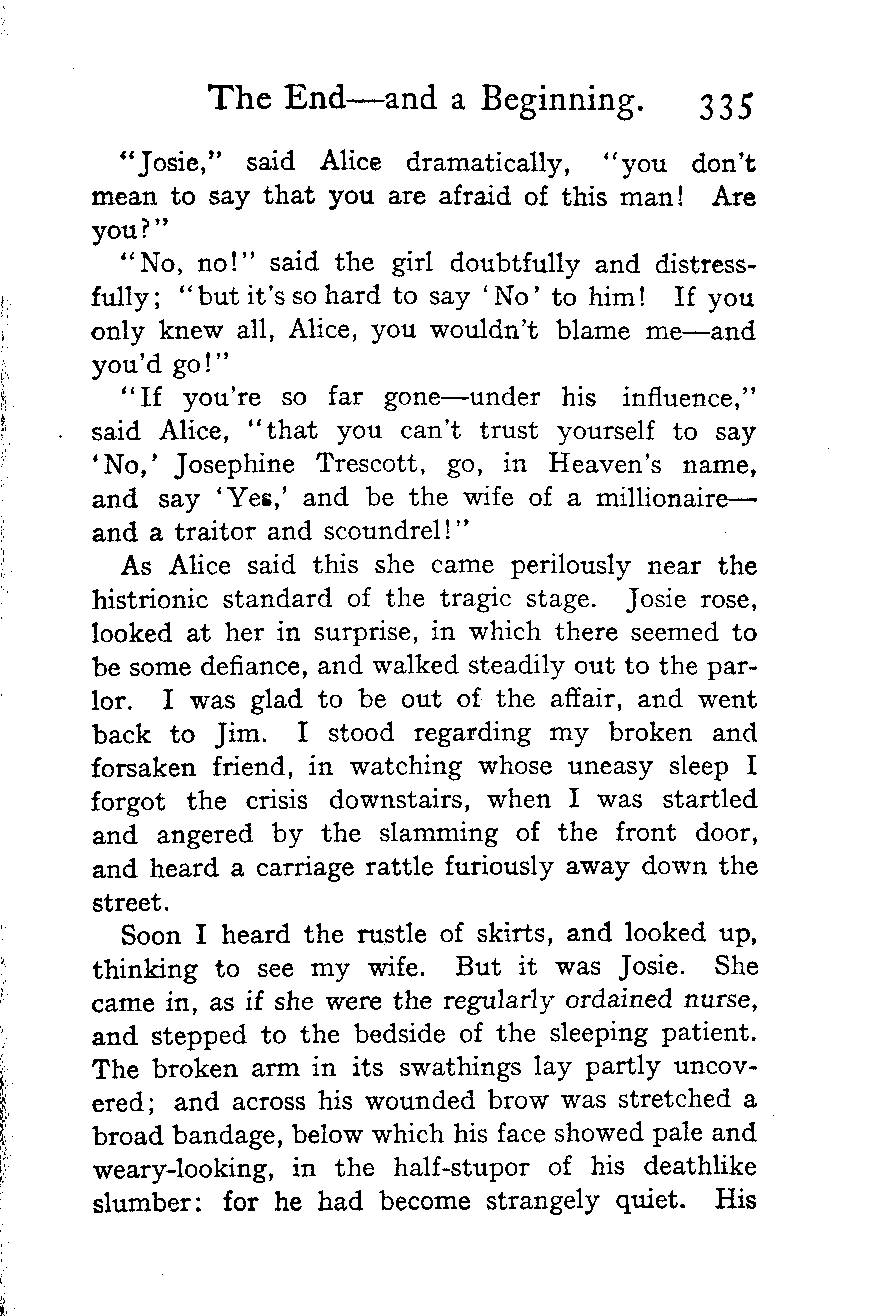 The End—and a Beginning. 335
"Josie," said Alice dramatically, "you don't
mean to say that you are afraid of this man! Are
you?"
"No, no!" said the girl doubtfully and distress-
fully; "but it's so hard to say 'No' to him! If you
only knew all, Alice, you wouldn't blame me—and
you'd go!"
"If you're so far gone—under his influence,"
said Alice, "that you can't trust yourself to say
'No,' Josephine Trescott, go, in Heaven's name,
and say 'Yes,' and be the wife of a millionaire—
and a traitor and scoundrel!"
As Alice said this she came perilously near the
histrionic standard of the tragic stage. Josie rose,
looked at her in surprise, in which there seemed to
be some defiance, and walked steadily out to the par-
lor. I was glad to be out of the affair, and went
back to Jim. I stood regarding my broken and
forsaken friend, in watching whose uneasy sleep I
forgot the crisis downstairs, when I was startled
and angered by the slamming of the front door,
and heard a carriage rattle furiously away down the
street.
Soon I heard the rustle of skirts, and looked up,
thinking to see my wife. But it was Josie. She
came in, as if she were the regularly ordained nurse,
and stepped to the bedside of the sleeping patient.
The broken arm in its swathings lay partly uncov-
ered; and across his wounded brow was stretched a
broad bandage, below which his face showed pale and
weary-looking, in the half-stupor of his deathlike
slumber: for he had become strangely quiet. His